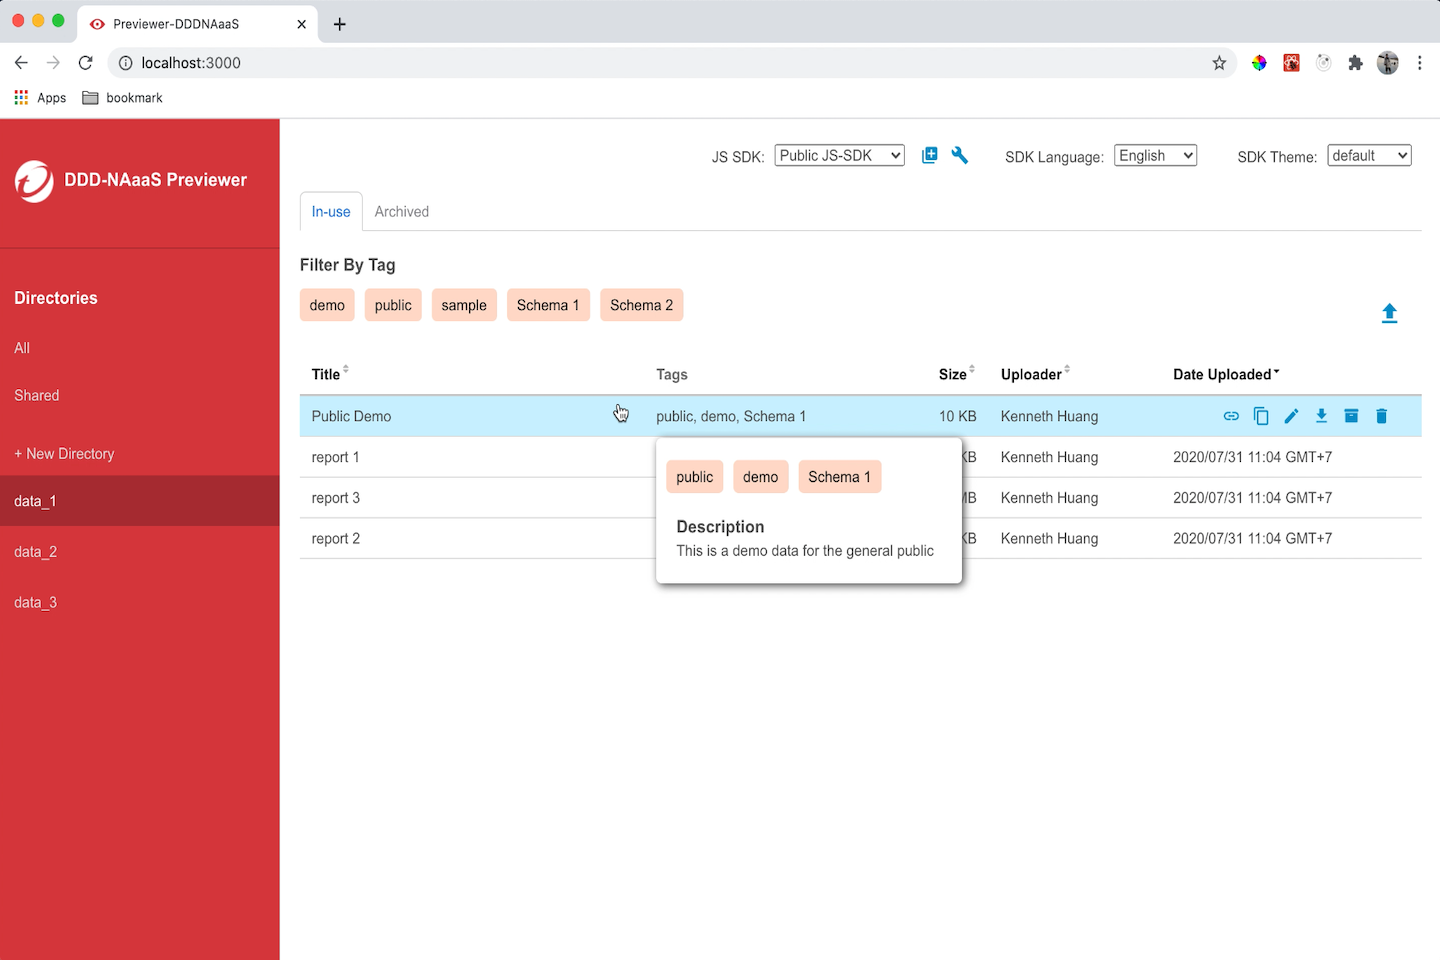 Previewer-DDDNAaaS
localhost:3000
Apps bookmark
DDD-NAaaS Previewer
JS SDK: Public JS-SDK SDK Language: English SDK Theme: default
In-use Archived
Filter By Tag
demo public sample Schema 1 Schema 2
Directories
All
Shared
+ New Directory
data_1
data_2
data_3
Title Tags Size Uploader Date Uploaded
Public Demo public, demo, Schema 1 10 KB Kenneth Huang
report 1 KB Kenneth Huang 2020/07/31 11:04 GMT+7
report 3 MB Kenneth Huang 2020/07/31 11:04 GMT+7
report 2 KB Kenneth Huang 2020/07/31 11:04 GMT+7
public demo Schema 1
Description
This is a demo data for the general public